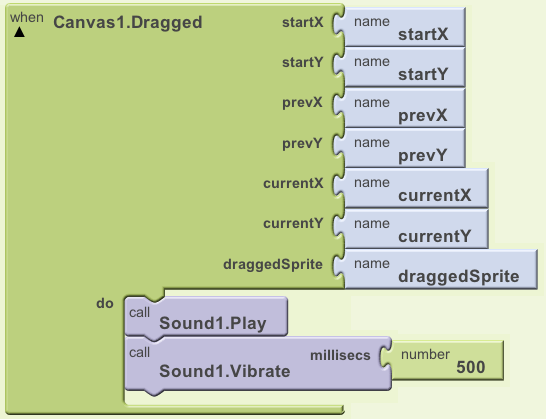 when Canvas1.Dragged startX name startX
startY name startY
prevX name prevX
prevY name prevY
currentX name currentX
currentY name currentY
draggedSprite name draggedSprite
do call Sound1.Play
call Sound1.Vibrate millisecs number 500